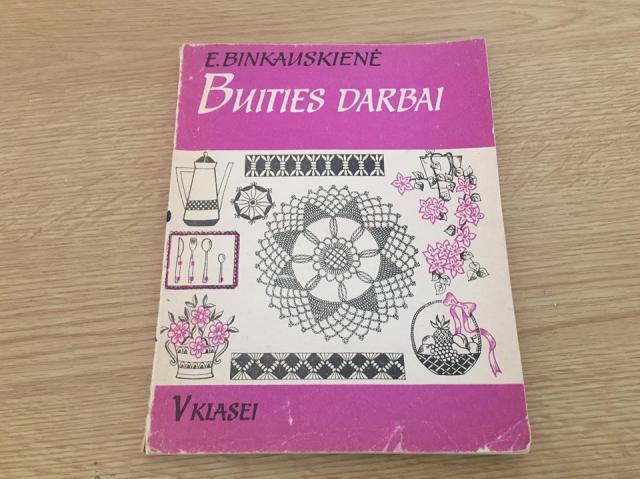 E. BINKAUSKIENĖ
BUITIES DARBAI
V KLASEI